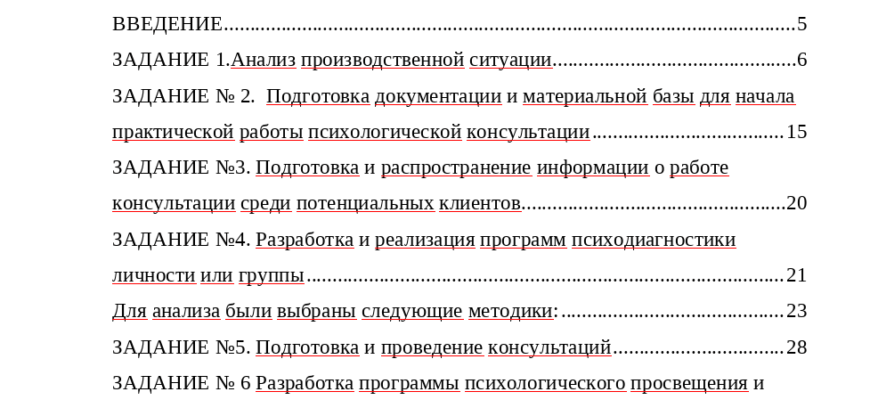 ВВЕДЕНИЕ.......................................................................................................5
ЗАДАНИЕ 1.Анализ производственной ситуации............................................6
ЗАДАНИЕ № 2.  Подготовка документации и материальной базы для начала
практической работы психологической консультации...................................15
ЗАДАНИЕ №3. Подготовка и распространение информации о работе
консультации среди потенциальных клиентов................................................20
ЗАДАНИЕ №4. Разработка и реализация программ психодиагностики
личности или группы......................................................................................21
Для анализа были выбраны следующие методики:........................................23
ЗАДАНИЕ №5. Подготовка и проведение консультаций...............................28
ЗАДАНИЕ № 6 Разработка программы психологического просвещения и